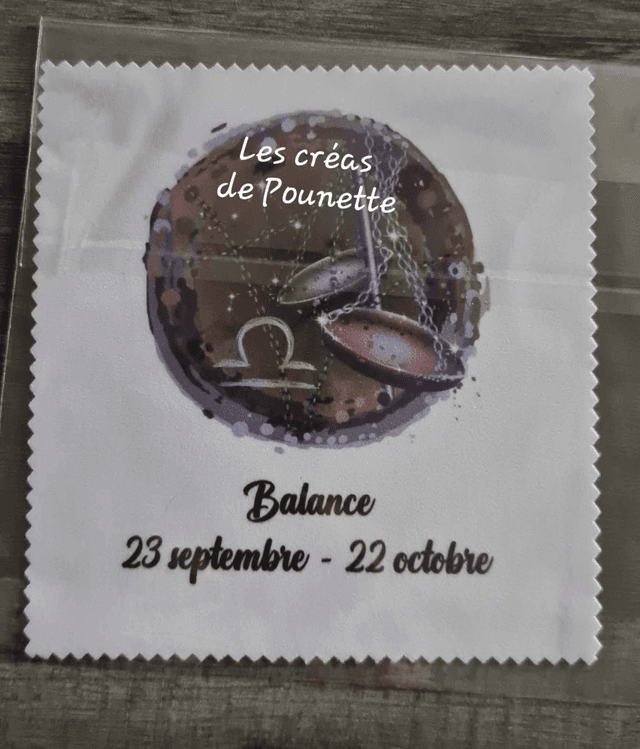 Les créas
de Pounette
Balance
23 septembre - 22 octobre